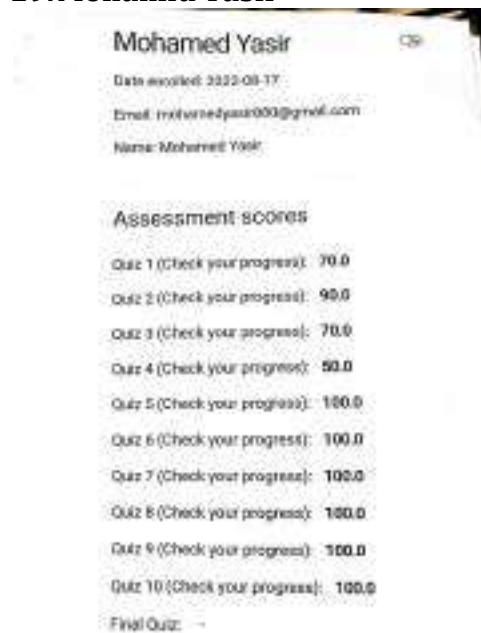 Mohamed Yasir
Date enrolled: 2022-08-17
Email: mohamedyasir000@gmail.com
Name: Mohamed Yasir
Assessment scores
Quiz 1 (Check your progress): 70.0
Quiz 2 (Check your progress): 90.0
Quiz 3 (Check your progress): 70.0
Quiz 4 (Check your progress): 50.0
Quiz 5 (Check your progress): 100.0
Quiz 6 (Check your progress): 100.0
Quiz 7 (Check your progress): 100.0
Quiz 8 (Check your progress): 100.0
Quiz 9 (Check your progress): 100.0
Quiz 10 (Check your progress): 100.0
Final Quiz: -